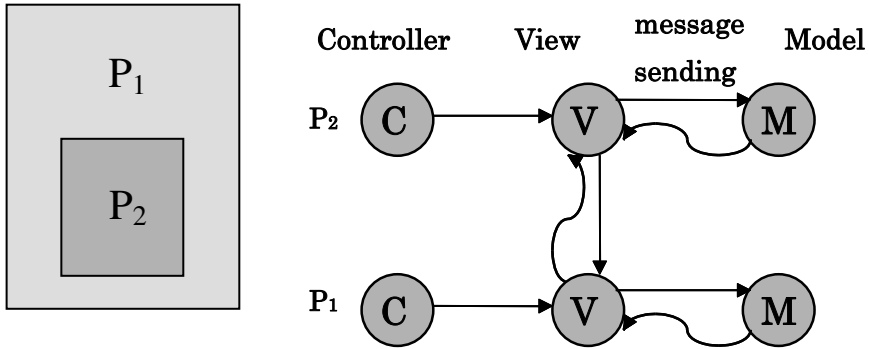 P₁
P₂
Controller View message sending Model
P₂ C V M
P₁ C V M